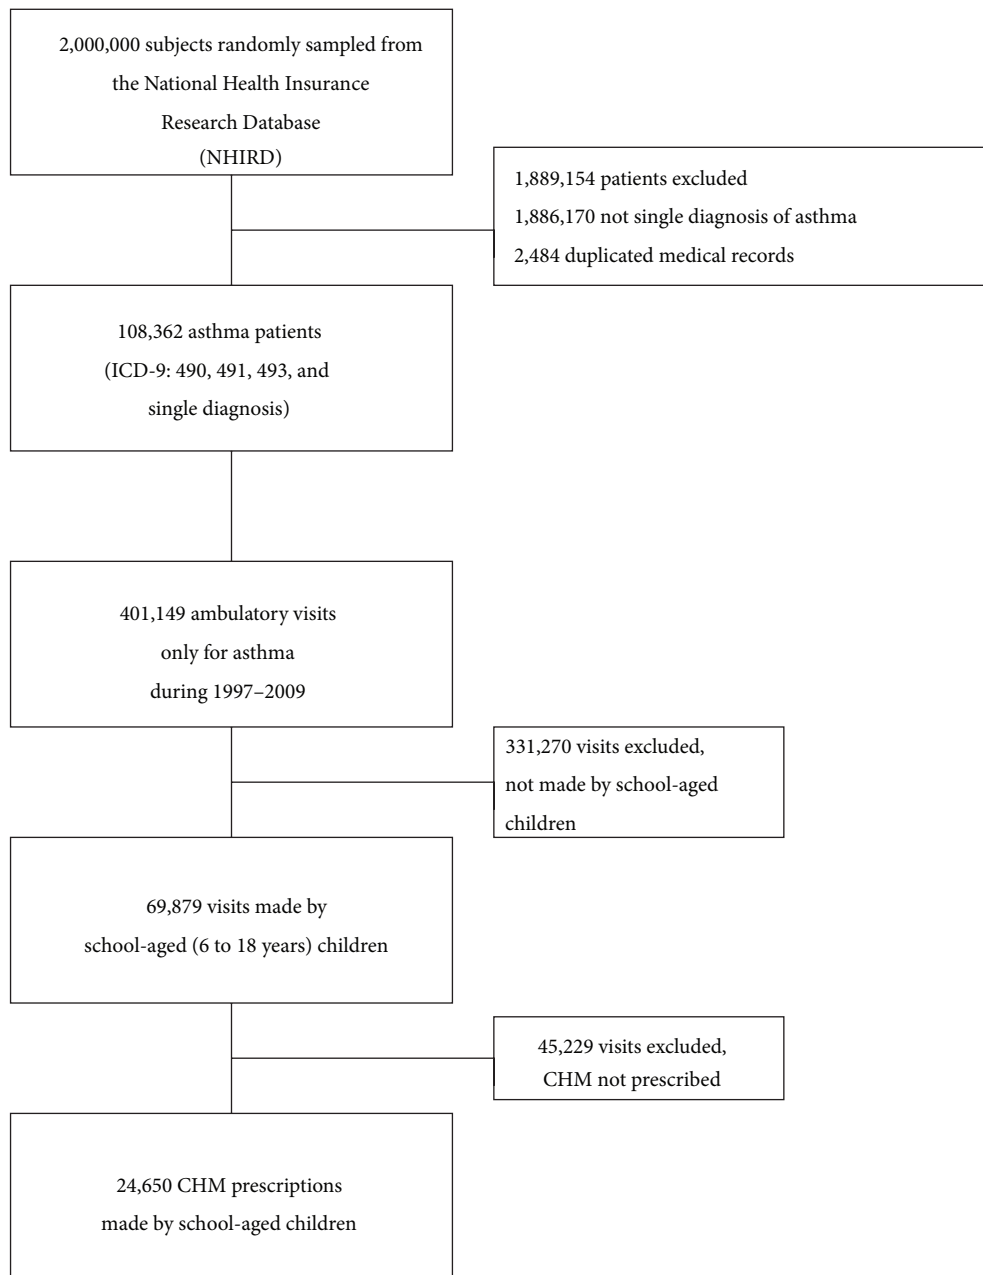 2,000,000 subjects randomly sampled from
the National Health Insurance
Research Database
(NHIRD)
1,889,154 patients excluded
1,886,170 not single diagnosis of asthma
2,484 duplicated medical records
108,362 asthma patients
(ICD-9: 490, 491, 493, and
single diagnosis)
401,149 ambulatory visits
only for asthma
during 1997–2009
331,270 visits excluded,
not made by school-aged
children
69,879 visits made by
school-aged (6 to 18 years) children
45,229 visits excluded,
CHM not prescribed
24,650 CHM prescriptions
made by school-aged children